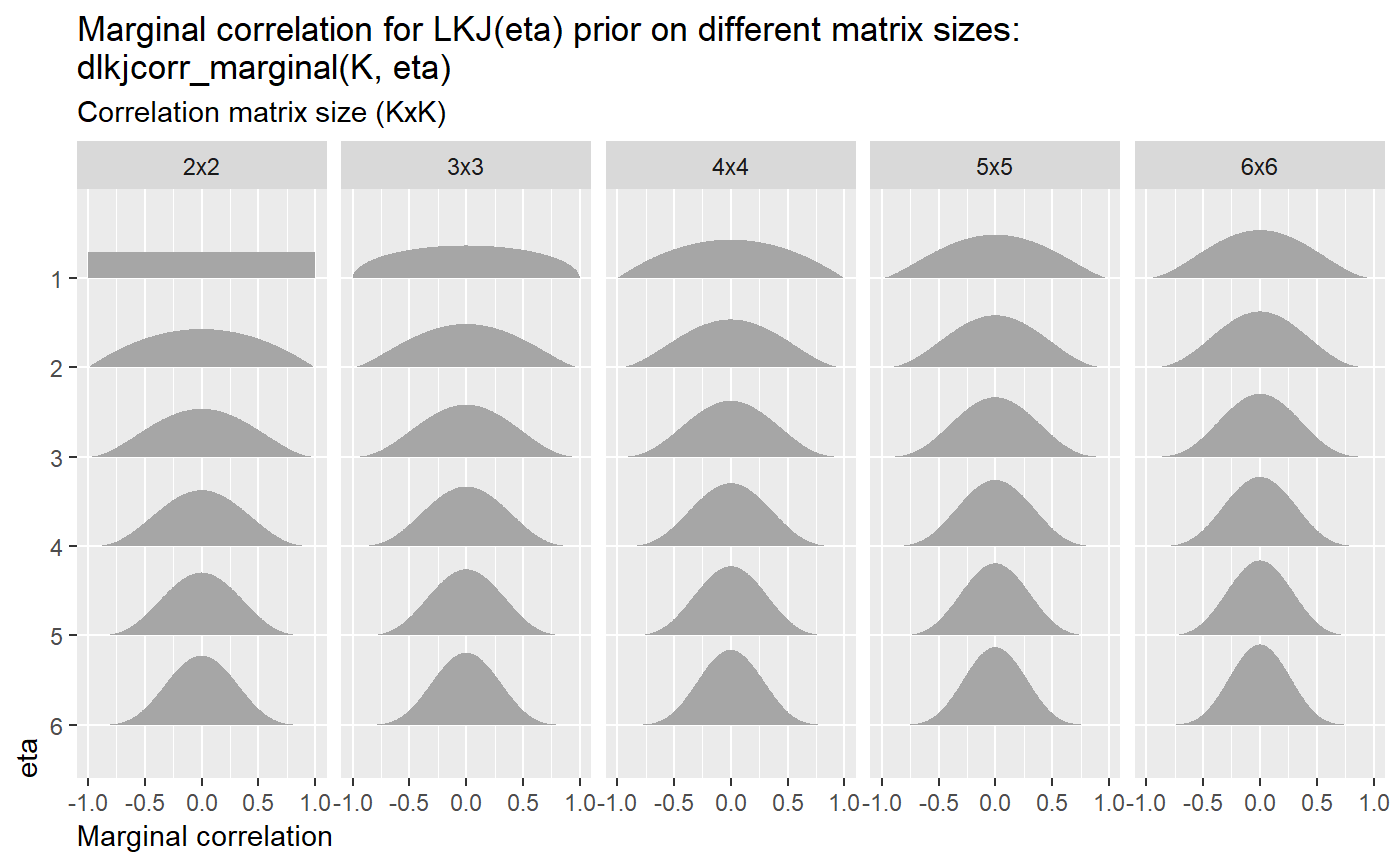 Marginal correlation for LKJ(eta) prior on different matrix sizes:
dlkjcorr_marginal(K, eta)
Correlation matrix size (KxK)
2x2 3x3 4x4 5x5 6x6
1
2
3
4
5
6
eta
-1.0 -0.5 0.0 0.5 1.0 -1.0 -0.5 0.0 0.5 1.0 -1.0 -0.5 0.0 0.5 1.0 -1.0 -0.5 0.0 0.5 1.0 -1.0 -0.5 0.0 0.5 1.0
Marginal correlation